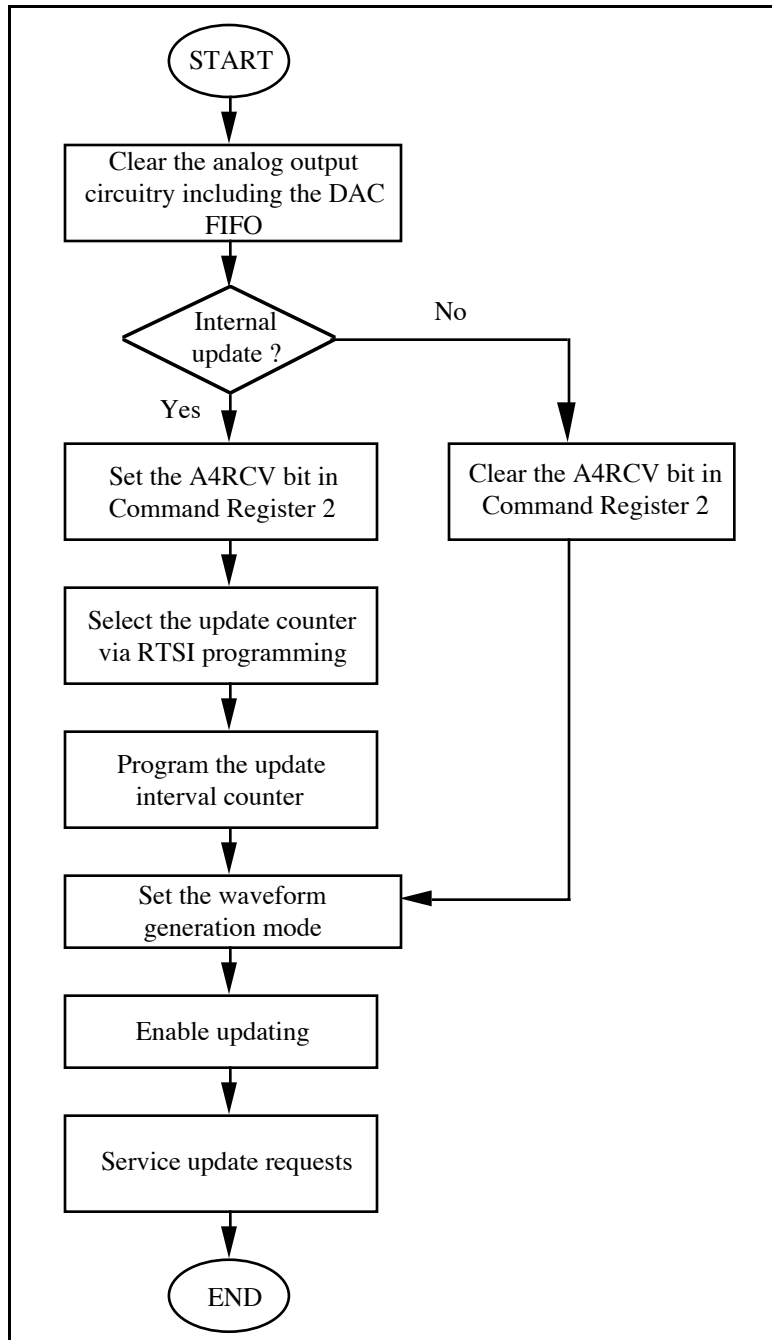 START
Clear the analog output
circuitry including the DAC
FIFO
Internal
update ?
No
Yes
Set the A4RCV bit in
Command Register 2
Clear the A4RCV bit in
Command Register 2
Select the update counter
via RTSI programming
Program the update
interval counter
Set the waveform
generation mode
Enable updating
Service update requests
END